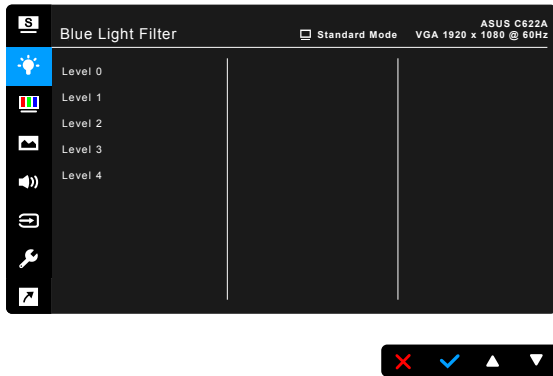 S
Blue Light Filter
Standard Mode
ASUS C622A
VGA 1920 x 1080 @ 60Hz
Level 0
Level 1
Level 2
Level 3
Level 4